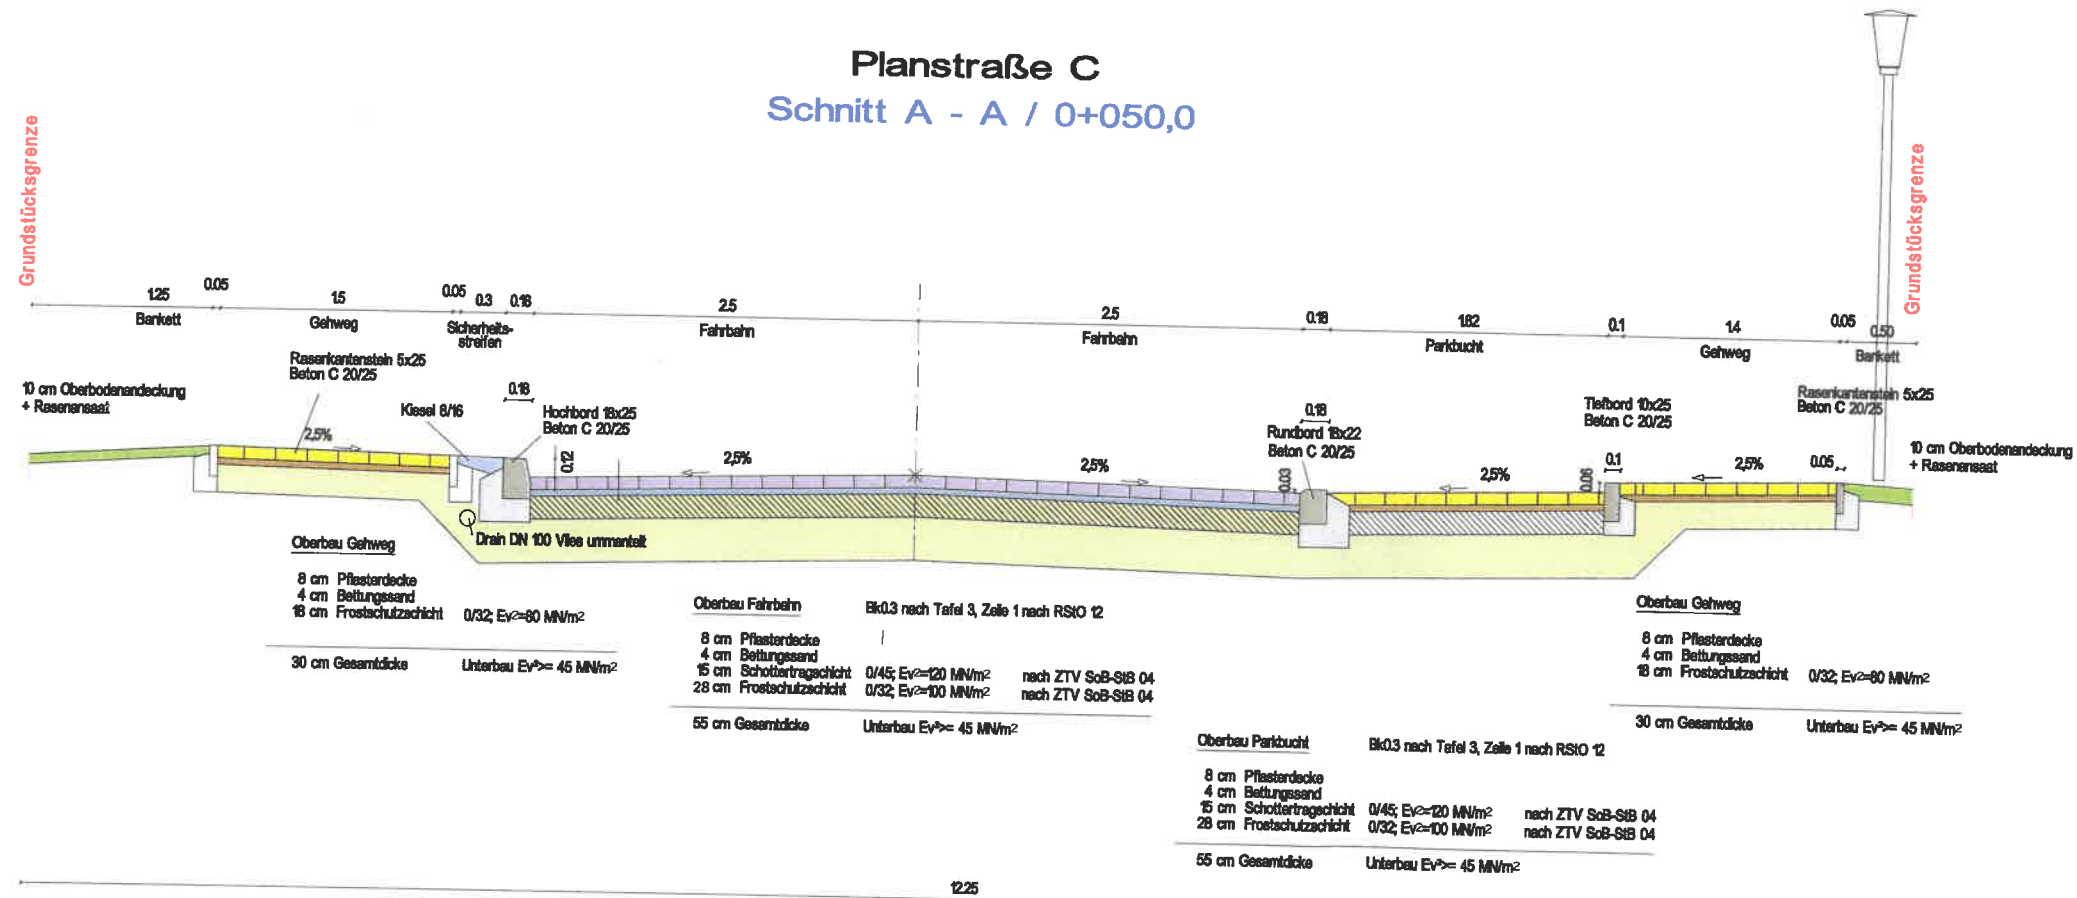 Planstraße C
Schnitt A - A / 0+050,0
Grundstücksgrenze
Grundstücksgrenze
1.25 0.05 1.5 0.05 0.3 0.18 2.5 2.5 0.18 1.62 0.1 1.4 0.05 0.50
Bankett Gehweg Sicherheits- Fahrbahn Fahrbahn Parkbucht Gehweg Bankett
streifen
Rasenkantenstein 5x25
Beton C 20/25
10 cm Oberbodenandeckung
+ Rasenansaat
Kiesel 8/16
0.18
Hochbord 18x25
Beton C 20/25
0.18
Rundbord 18x22
Beton C 20/25
Tiefbord 10x25
Beton C 20/25
Rasenkantenstein 5x25
Beton C 20/25
10 cm Oberbodenandeckung
+ Rasenansaat
2,5% 0.12 2,5% 2,5% 0.03 2,5% 0.06 0.1 2,5% 0.05
Drain DN 100 Vlies ummantelt
Oberbau Gehweg
8 cm Pflasterdecke
4 cm Bettungssand
18 cm Frostschutzschicht 0/32; Ev2=80 MN/m²
30 cm Gesamtdicke Unterbau Ev²>= 45 MN/m²
Oberbau Fahrbahn Bk0.3 nach Tafel 3, Zeile 1 nach RStO 12
8 cm Pflasterdecke
4 cm Bettungssand
15 cm Schottertragschicht 0/45; Ev2=120 MN/m² nach ZTV SoB-StB 04
28 cm Frostschutzschicht 0/32; Ev2=100 MN/m² nach ZTV SoB-StB 04
55 cm Gesamtdicke Unterbau Ev²>= 45 MN/m²
Oberbau Parkbucht Bk0.3 nach Tafel 3, Zeile 1 nach RStO 12
8 cm Pflasterdecke
4 cm Bettungssand
15 cm Schottertragschicht 0/45; Ev2=120 MN/m² nach ZTV SoB-StB 04
28 cm Frostschutzschicht 0/32; Ev2=100 MN/m² nach ZTV SoB-StB 04
55 cm Gesamtdicke Unterbau Ev²>= 45 MN/m²
Oberbau Gehweg
8 cm Pflasterdecke
4 cm Bettungssand
18 cm Frostschutzschicht 0/32; Ev2=80 MN/m²
30 cm Gesamtdicke Unterbau Ev²>= 45 MN/m²
12.25